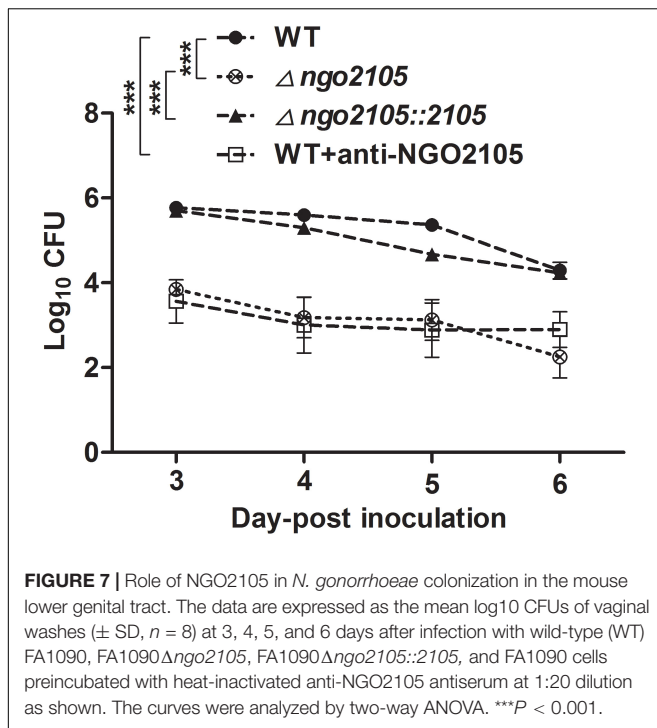 WT
Δ ngo2105
Δ ngo2105::2105
WT+anti-NGO2105
***
***
***
8
6
4
2
0
Log10 CFU
3 4 5 6
Day-post inoculation
FIGURE 7 | Role of NGO2105 in N. gonorrhoeae colonization in the mouse
lower genital tract. The data are expressed as the mean log10 CFUs of vaginal
washes (± SD, n = 8) at 3, 4, 5, and 6 days after infection with wild-type (WT)
FA1090, FA1090Δngo2105, FA1090Δngo2105::2105, and FA1090 cells
preincubated with heat-inactivated anti-NGO2105 antiserum at 1:20 dilution
as shown. The curves were analyzed by two-way ANOVA. ***P < 0.001.